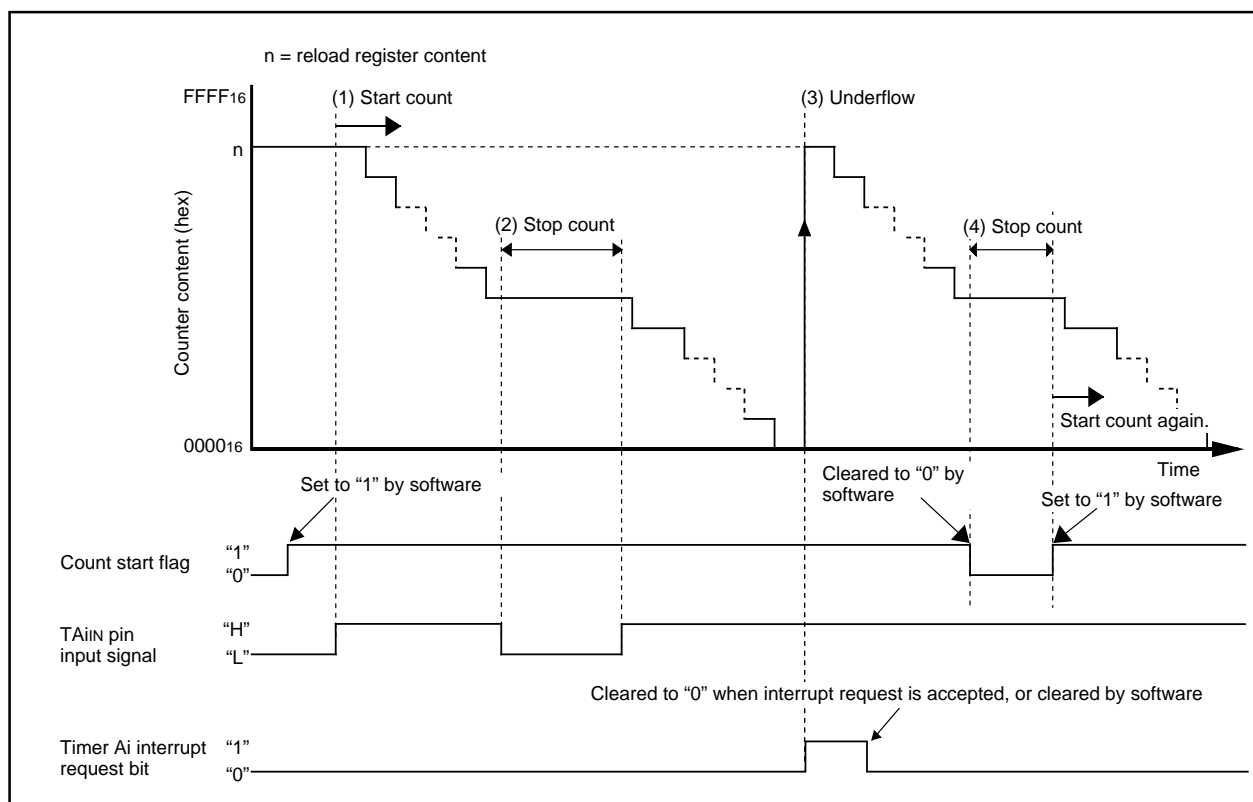 n = reload register content
FFFF16
(1) Start count
(3) Underflow
n
Counter content (hex)
(2) Stop count
(4) Stop count
Start count again.
000016
Time
Set to “1” by software
Cleared to “0” by
software
Set to “1” by software
Count start flag
“1”
“0”
TAiIN pin
input signal
“H”
“L”
Cleared to “0” when interrupt request is accepted, or cleared by software
Timer Ai interrupt
request bit
“1”
“0”